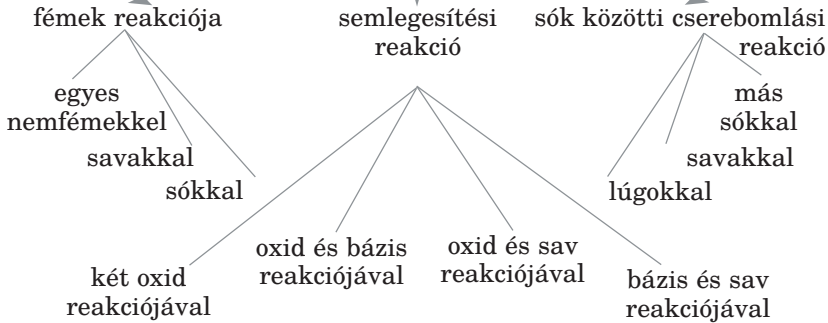 fémek reakciója
semlegesítési
reakció
sók közötti cserebomlási
reakció
egyes
nemfémekkel
savakkal
sókkal
más
sókkal
savakkal
lúgokkal
két oxid
reakciójával
oxid és bázis
reakciójával
oxid és sav
reakciójával
bázis és sav
reakciójával